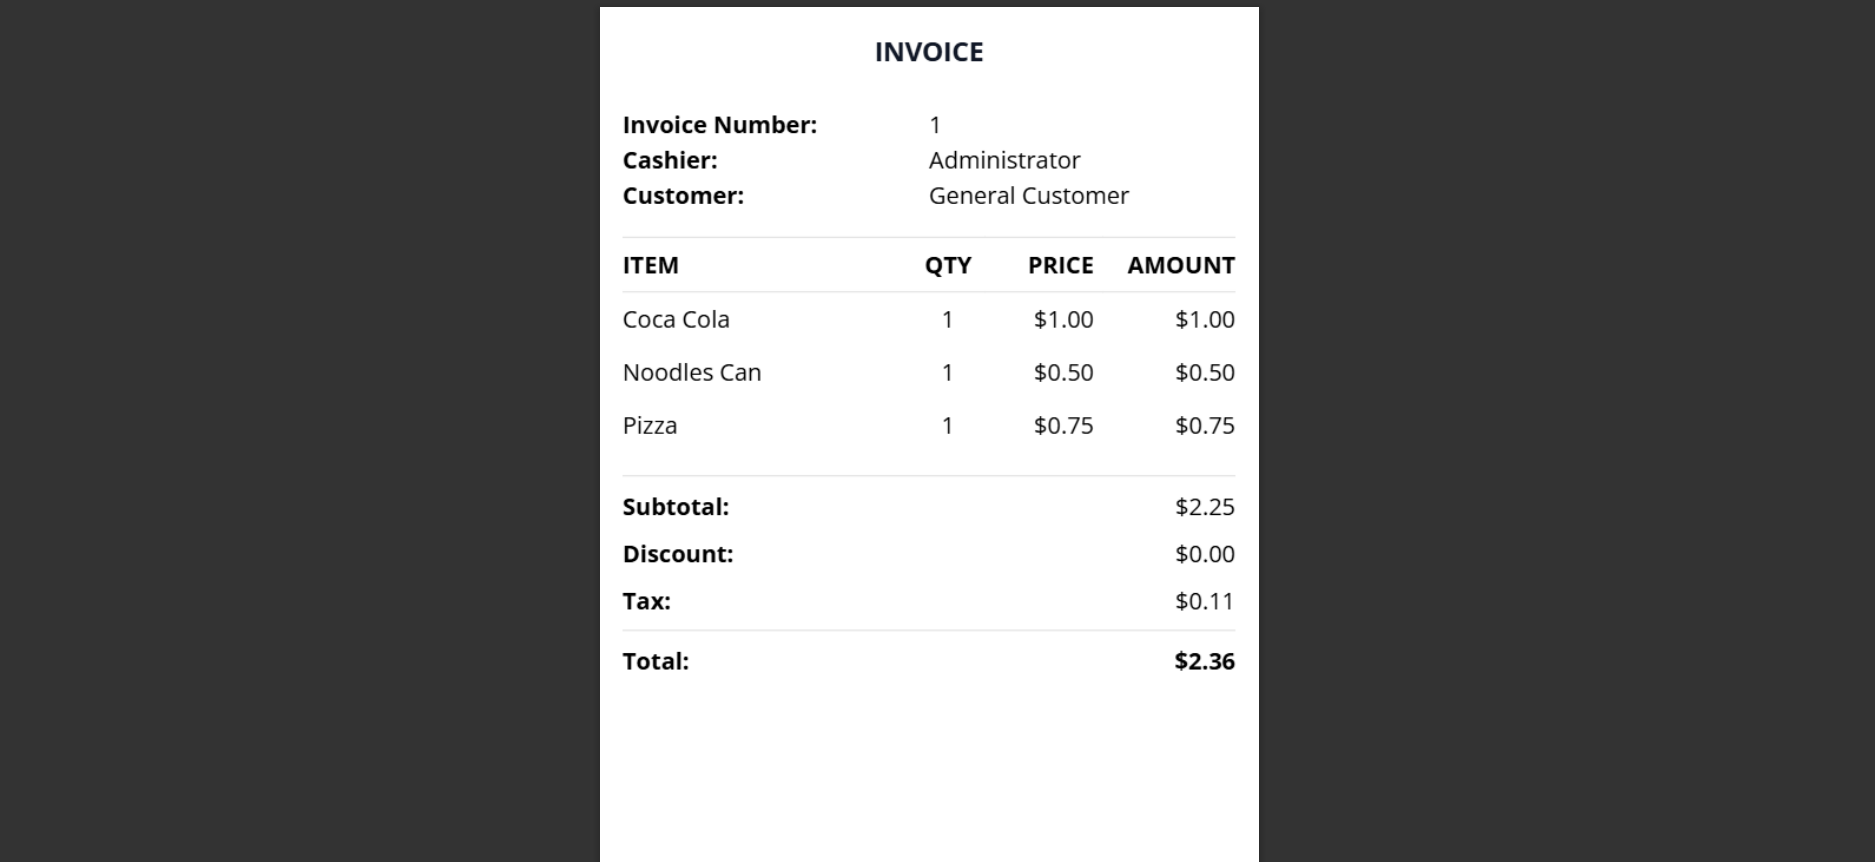 INVOICE
Invoice Number: 1
Cashier: Administrator
Customer: General Customer
ITEM QTY PRICE AMOUNT
Coca Cola 1 $1.00 $1.00
Noodles Can 1 $0.50 $0.50
Pizza 1 $0.75 $0.75
Subtotal: $2.25
Discount: $0.00
Tax: $0.11
Total: $2.36